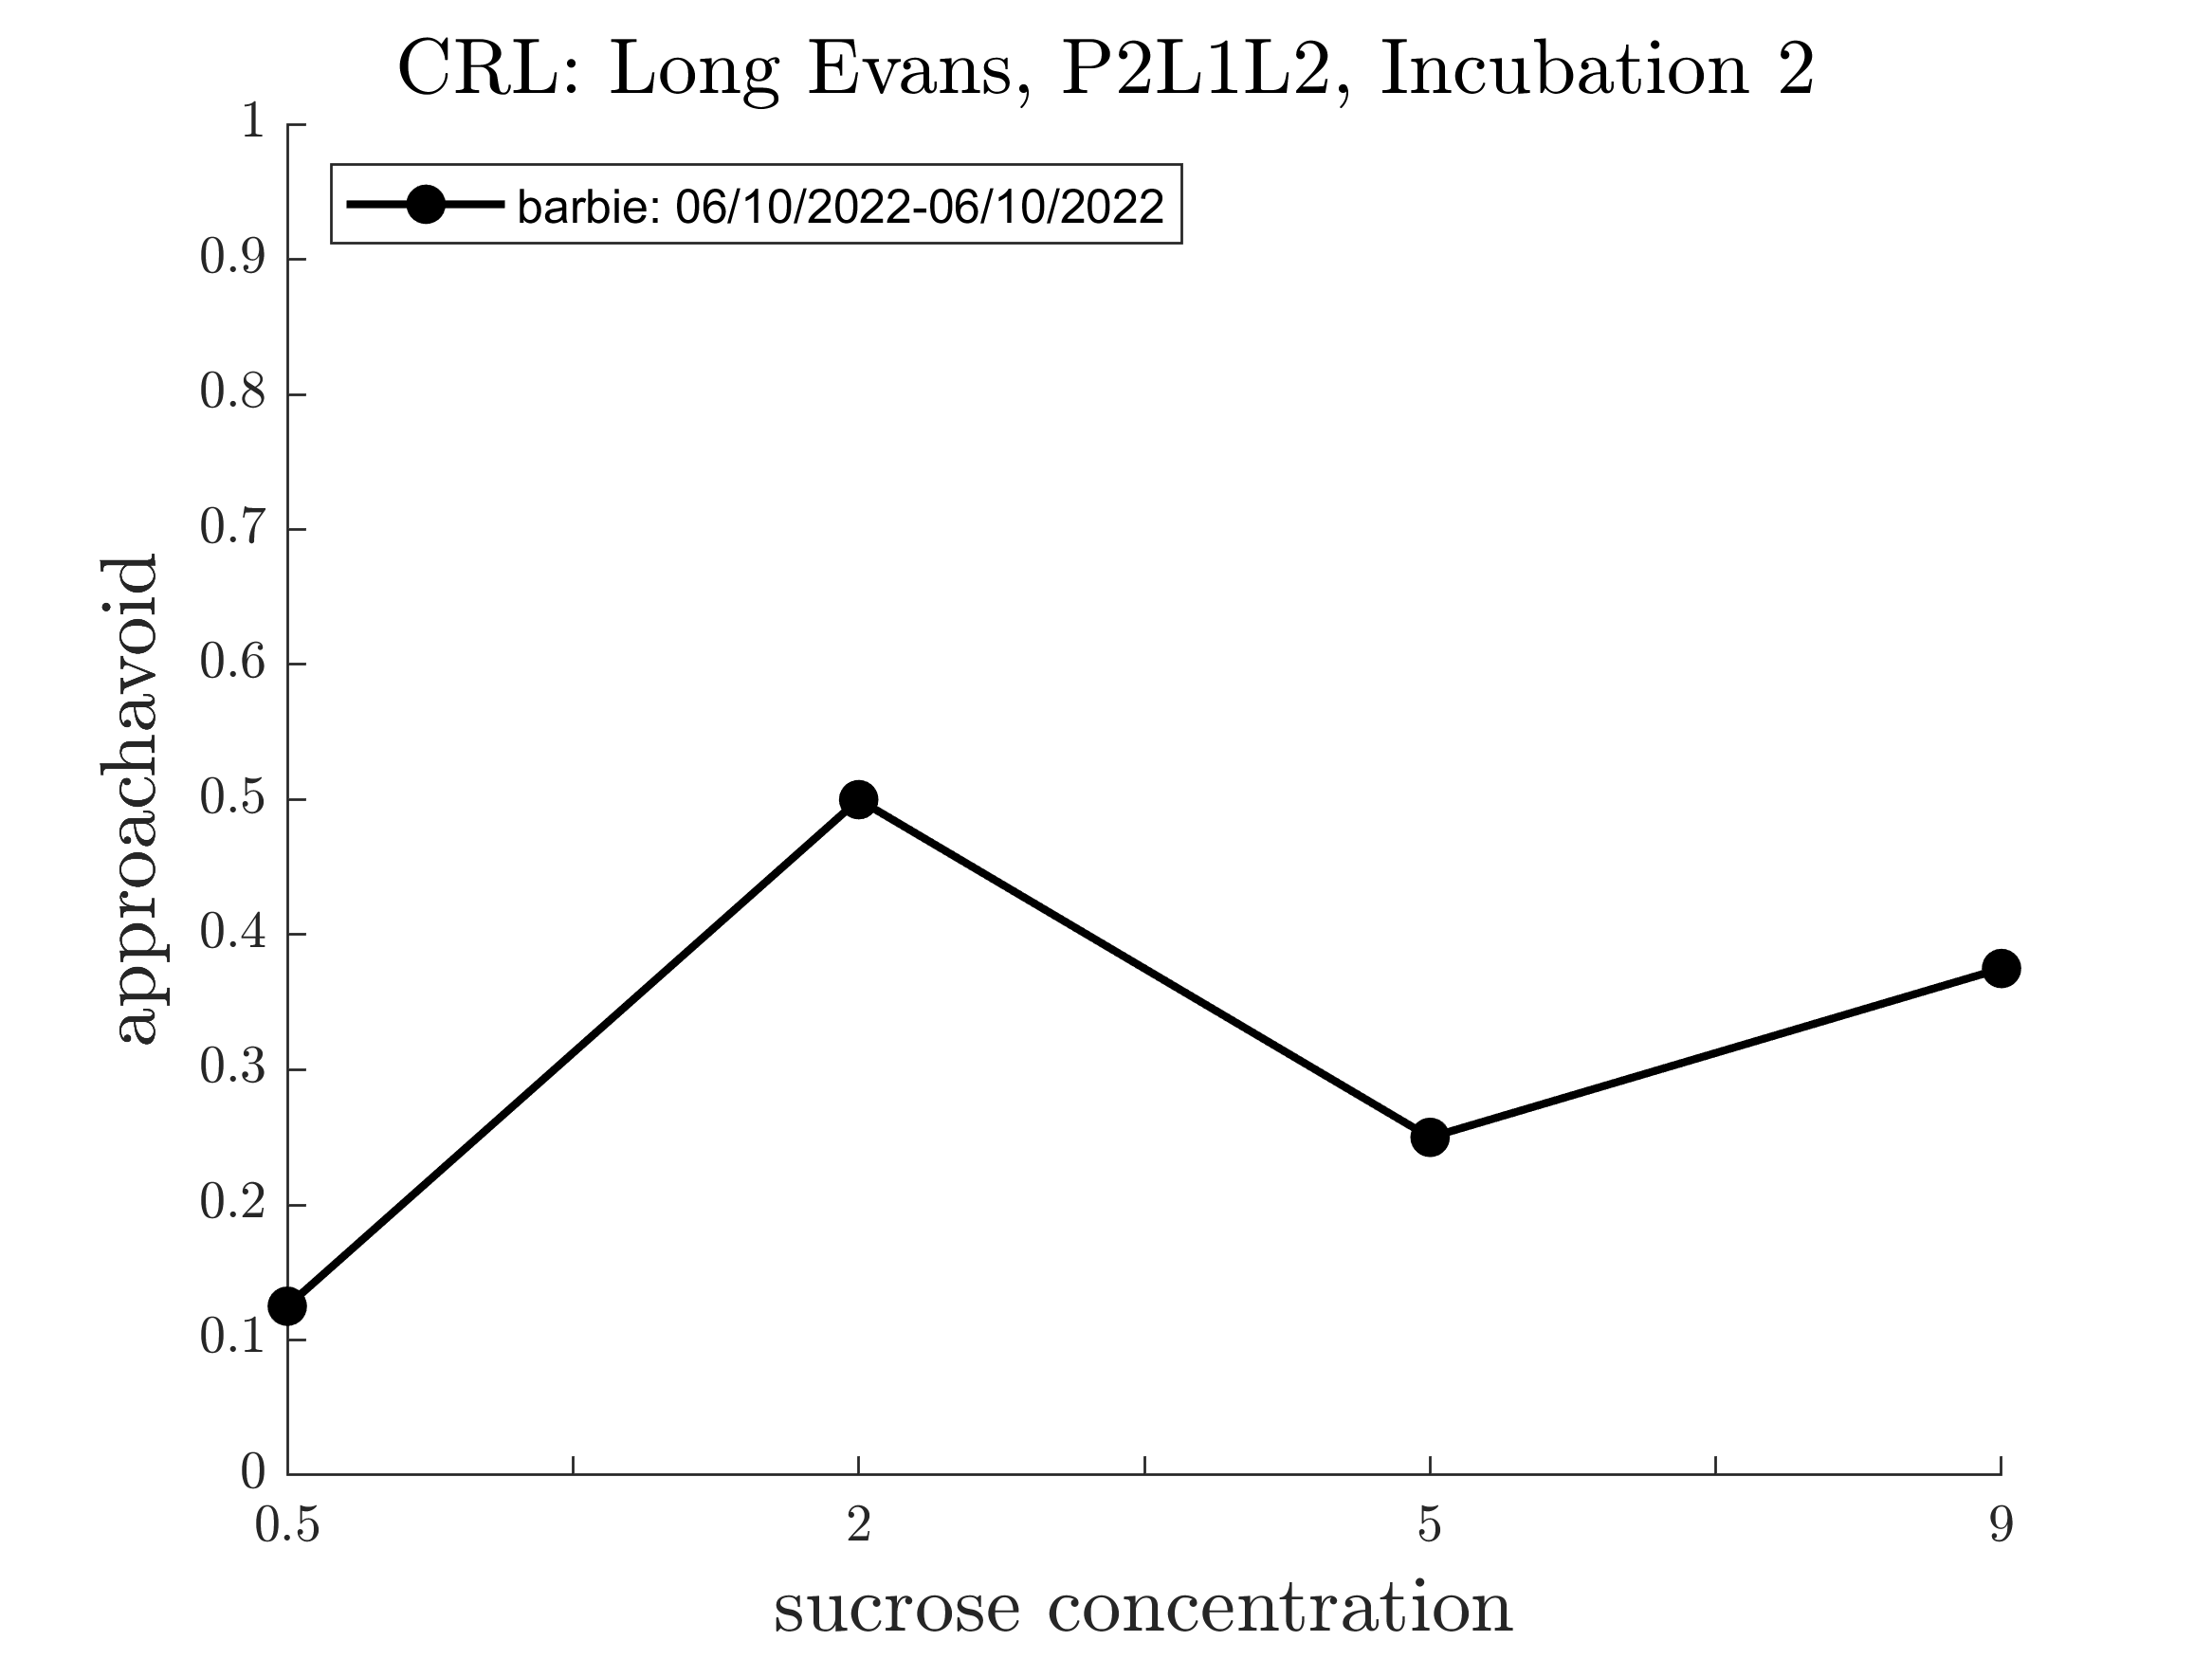 CRL: Long Evans, P2L1L2, Incubation 2
1
barbie: 06/10/2022-06/10/2022
0.9
0.8
0.7
0.6
0.5
0.4
0.3
0.2
0.1
0
approachavoid
0.5 2 5 9
sucrose concentration